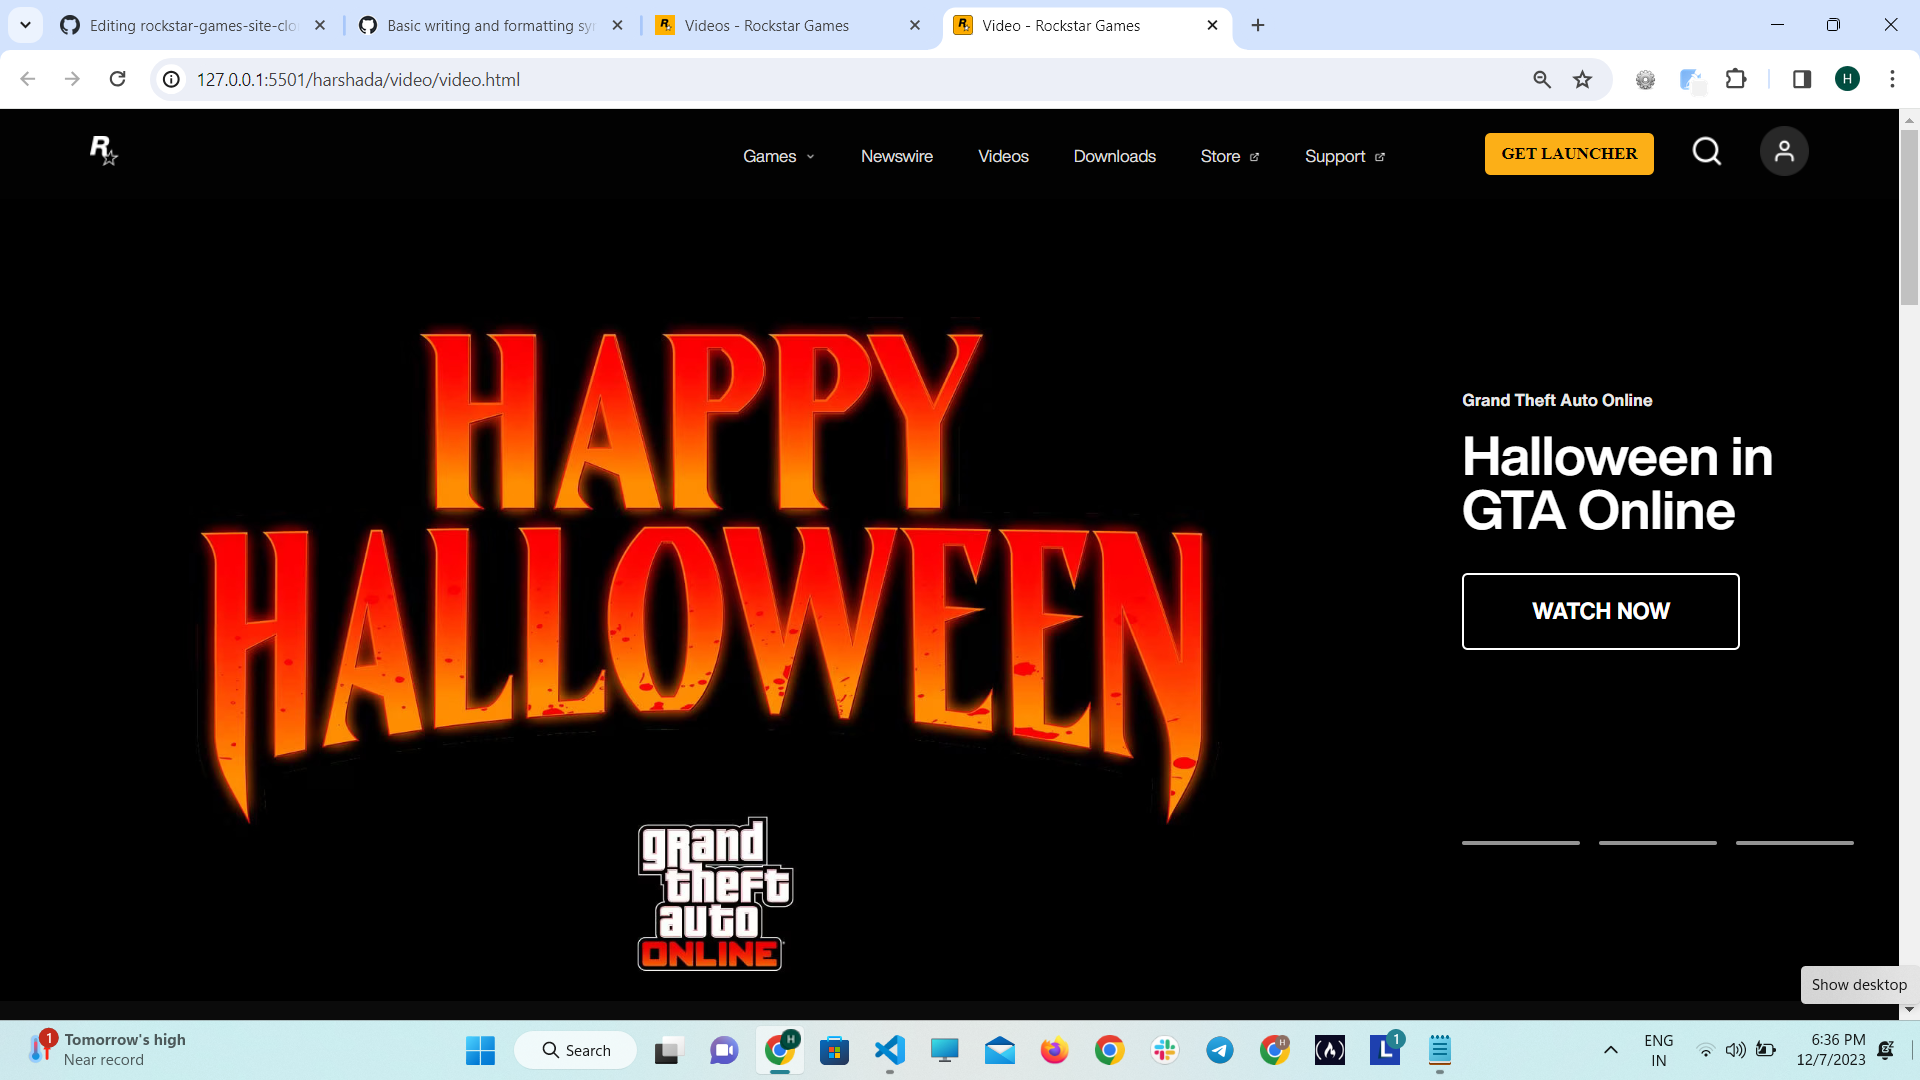 Editing rockstar-games-site-clo
Basic writing and formatting syn
Videos - Rockstar Games
Video - Rockstar Games
127.0.0.1:5501/harshada/video/video.html
H
R
Games
Newswire
Videos
Downloads
Store
Support
GET LAUNCHER
HAPPY
HALLOWEEN
Grand Theft Auto Online
Halloween in
GTA Online
WATCH NOW
grand
theft
auto
ONLINE
Show desktop
1
Tomorrow's high
Near record
Search
H
H
L
1
ENG
IN
6:36 PM
12/7/2023